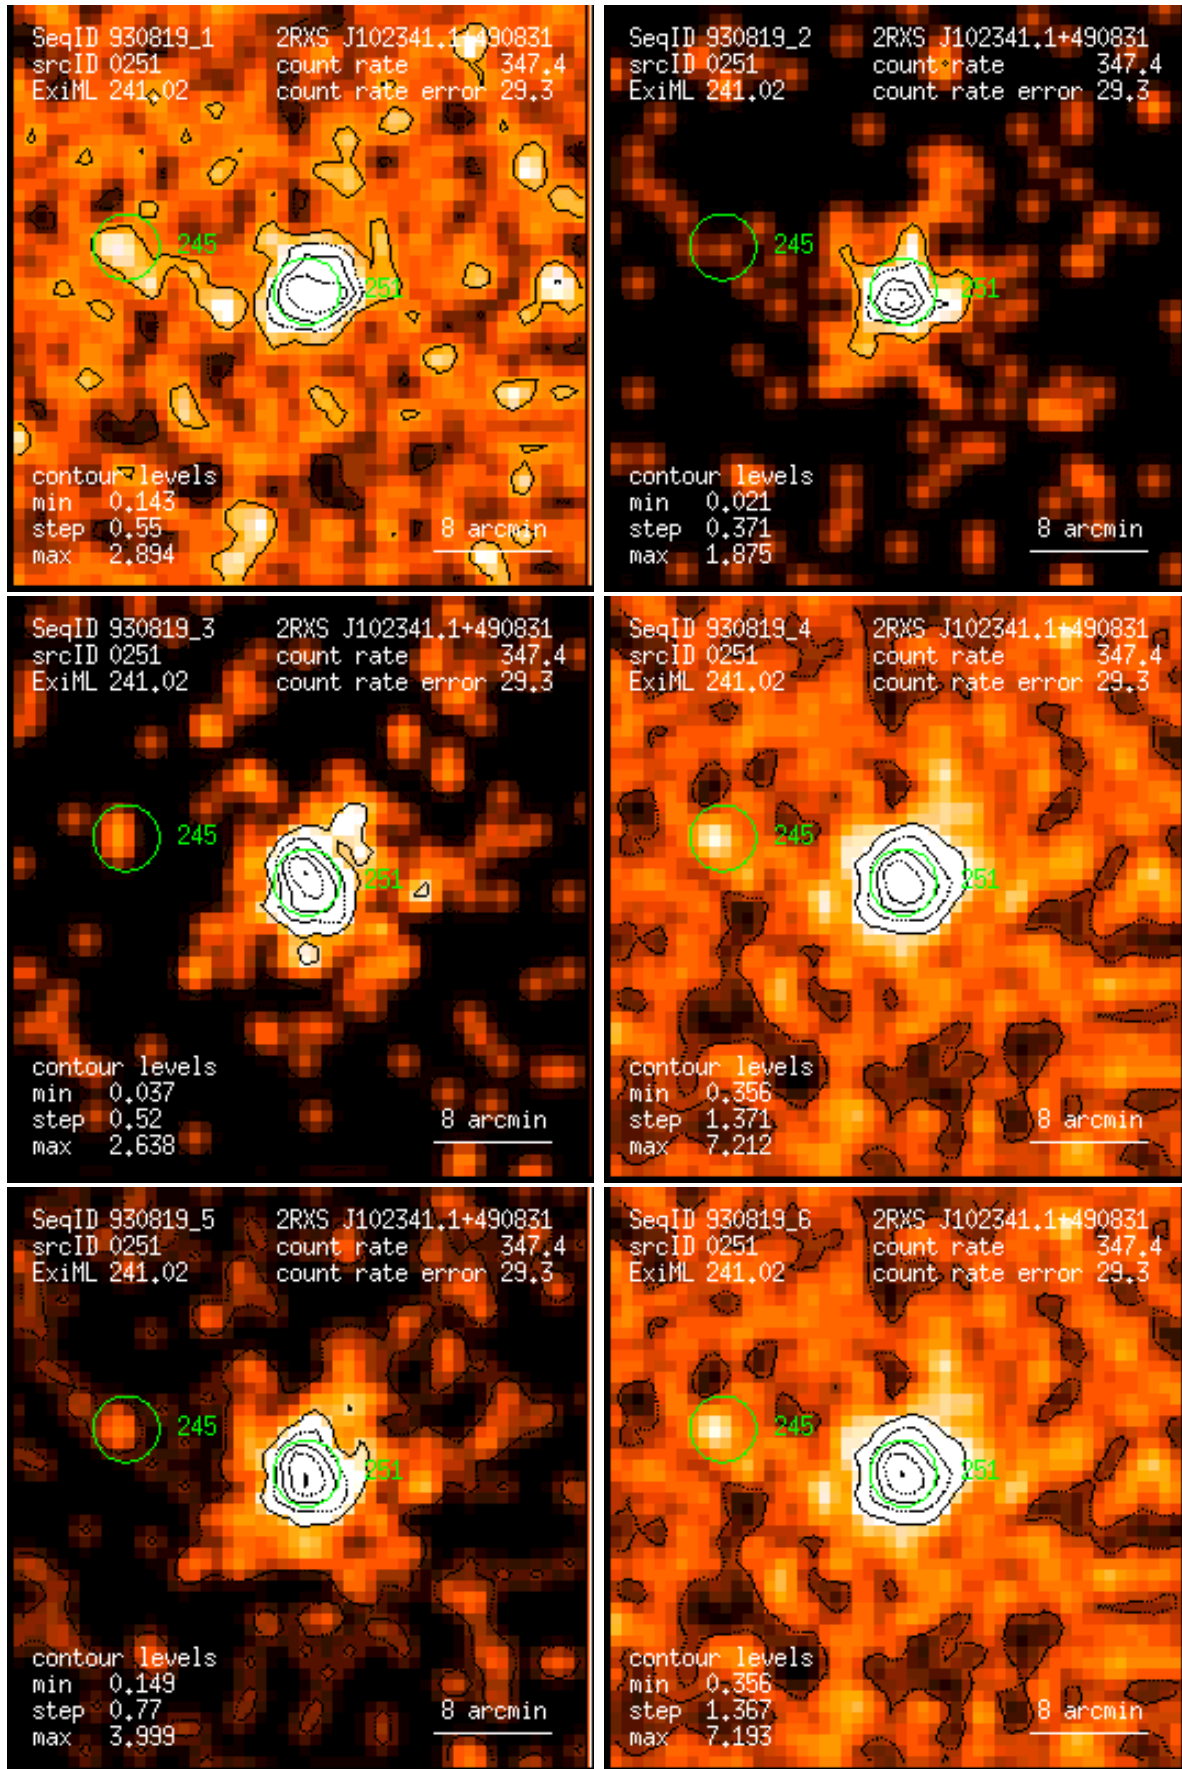 SeqID 930819_1 2RXS J102341.1+490831
srcID 0251 count rate 347.4
ExiML 241.02 count rate error 29.3
245
251
contour levels
min 0.143
step 0.55 8 arcmin
max 2.894
SeqID 930819_2 2RXS J102341.1+490831
srcID 0251 count rate 347.4
ExiML 241.02 count rate error 29.3
245
251
contour levels
min 0.021
step 0.371 8 arcmin
max 1.875
SeqID 930819_3 2RXS J102341.1+490831
srcID 0251 count rate 347.4
ExiML 241.02 count rate error 29.3
245
251
contour levels
min 0.037
step 0.52 8 arcmin
max 2.638
SeqID 930819_4 2RXS J102341.1+490831
srcID 0251 count rate 347.4
ExiML 241.02 count rate error 29.3
245
251
contour levels
min 0.356
step 1.371 8 arcmin
max 7.212
SeqID 930819_5 2RXS J102341.1+490831
srcID 0251 count rate 347.4
ExiML 241.02 count rate error 29.3
245
251
contour levels
min 0.149
step 0.77 8 arcmin
max 3.999
SeqID 930819_6 2RXS J102341.1+490831
srcID 0251 count rate 347.4
ExiML 241.02 count rate error 29.3
245
251
contour levels
min 0.356
step 1.367 8 arcmin
max 7.193